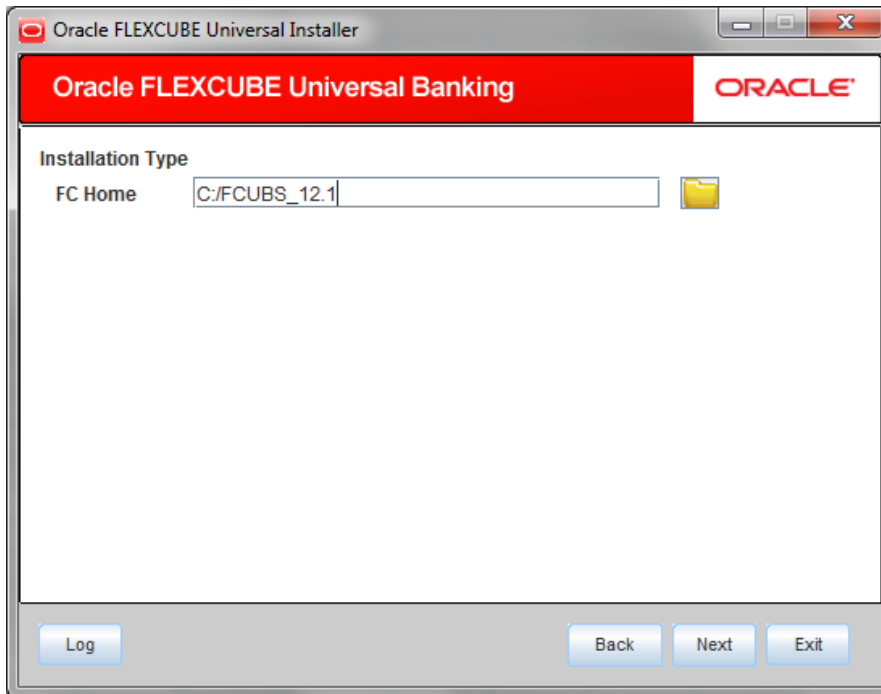 Oracle FLEXCUBE Universal Installer
Oracle FLEXCUBE Universal Banking
ORACLE
Installation Type
FC Home C:/FCUBS_12.1
Log Back Next Exit